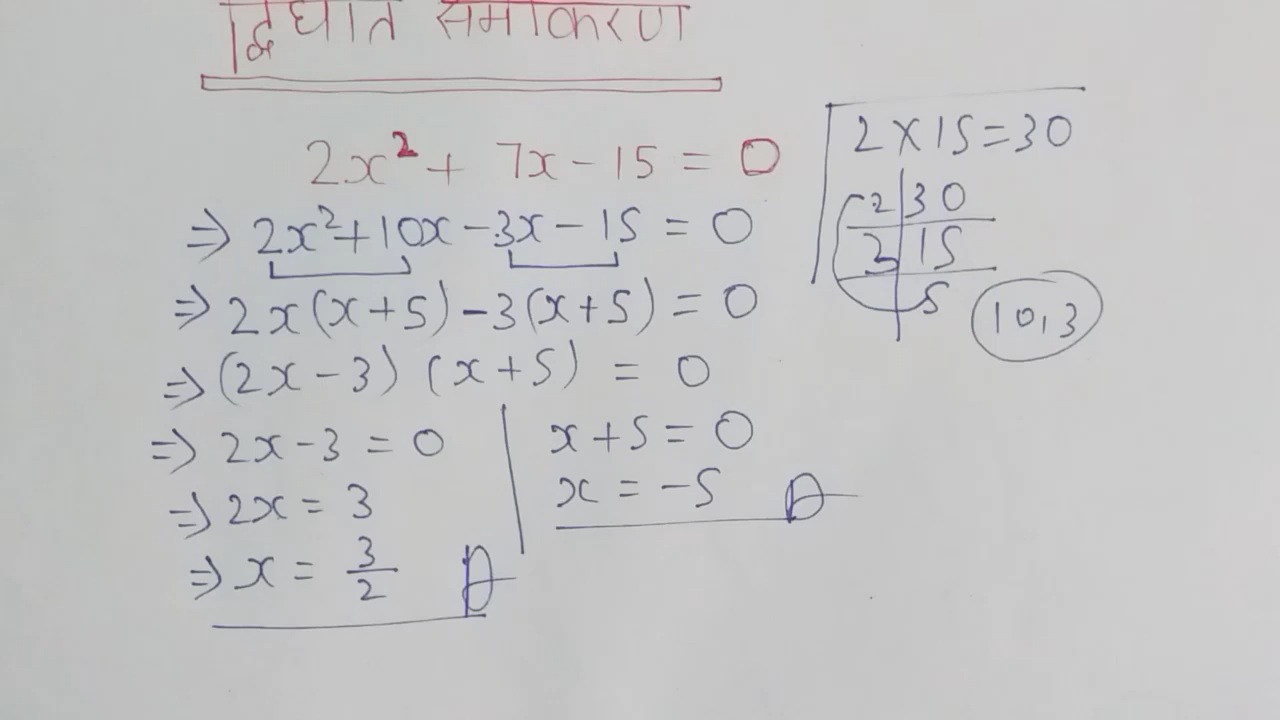 द्विघात समीकरण
2x² + 7x - 15 = 0
⇒ 2x² + 10x - 3x - 15 = 0
⇒ 2x(x+5) - 3(x+5) = 0
⇒ (2x - 3) (x+5) = 0
⇒ 2x - 3 = 0
⇒ 2x = 3
⇒ x = 3/2
x + 5 = 0
x = -5
2 × 15 = 30
2 | 30
3 | 15
5
10,3